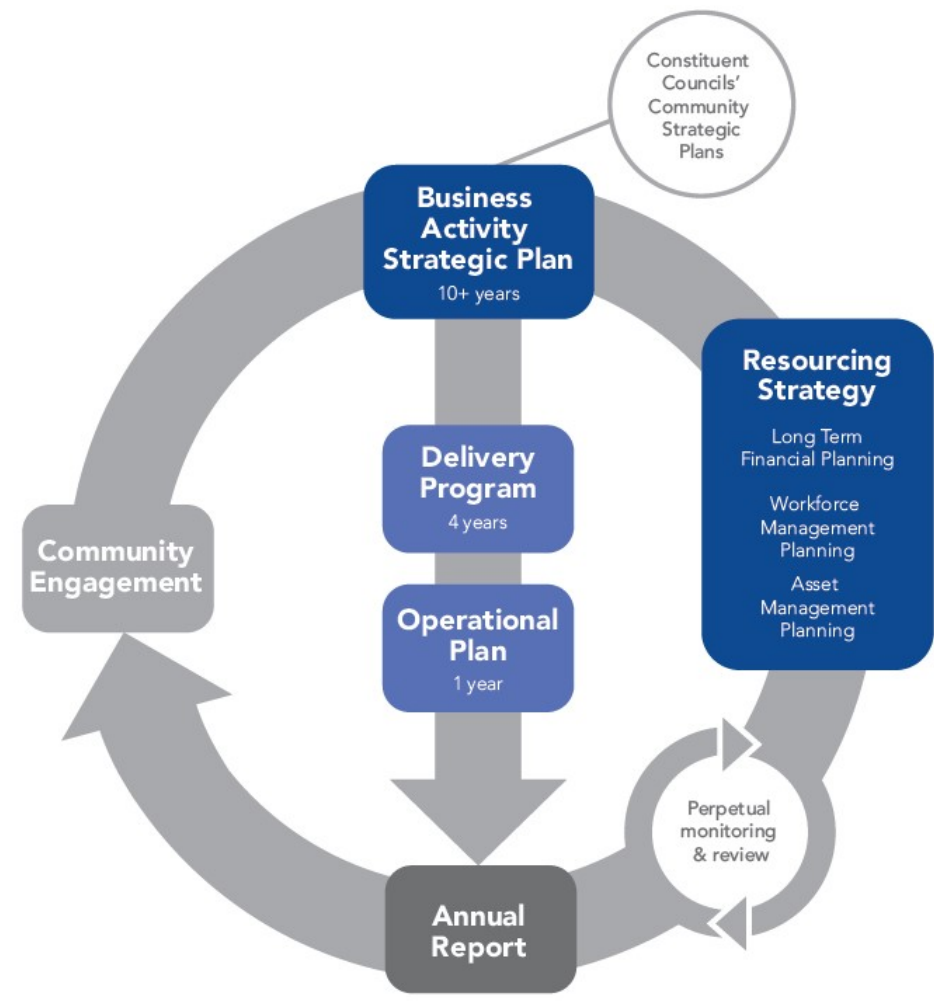 Constituent
Councils’
Community
Strategic
Plans
Business
Activity
Strategic Plan
10+ years
Resourcing
Strategy
Long Term
Financial Planning
Workforce
Management
Planning
Asset
Management
Planning
Delivery
Program
4 years
Community
Engagement
Operational
Plan
1 year
Perpetual
monitoring
& review
Annual
Report